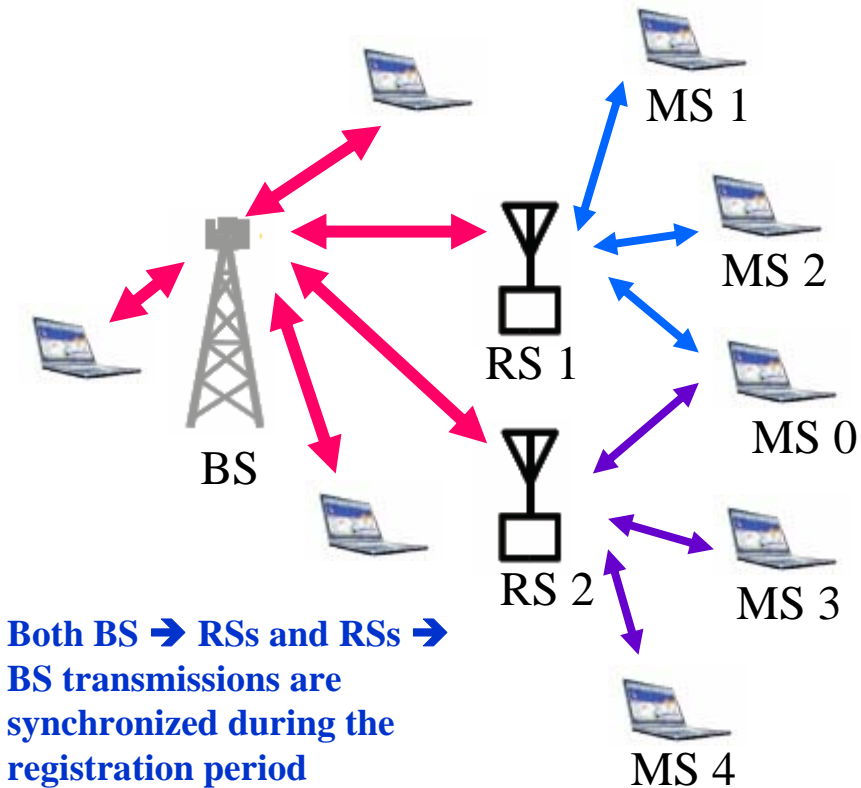 MS 1
MS 2
RS 1
MS 0
BS
RS 2
MS 3
Both BS ➔ RSs and RSs ➔
BS transmissions are
synchronized during the
registration period
MS 4